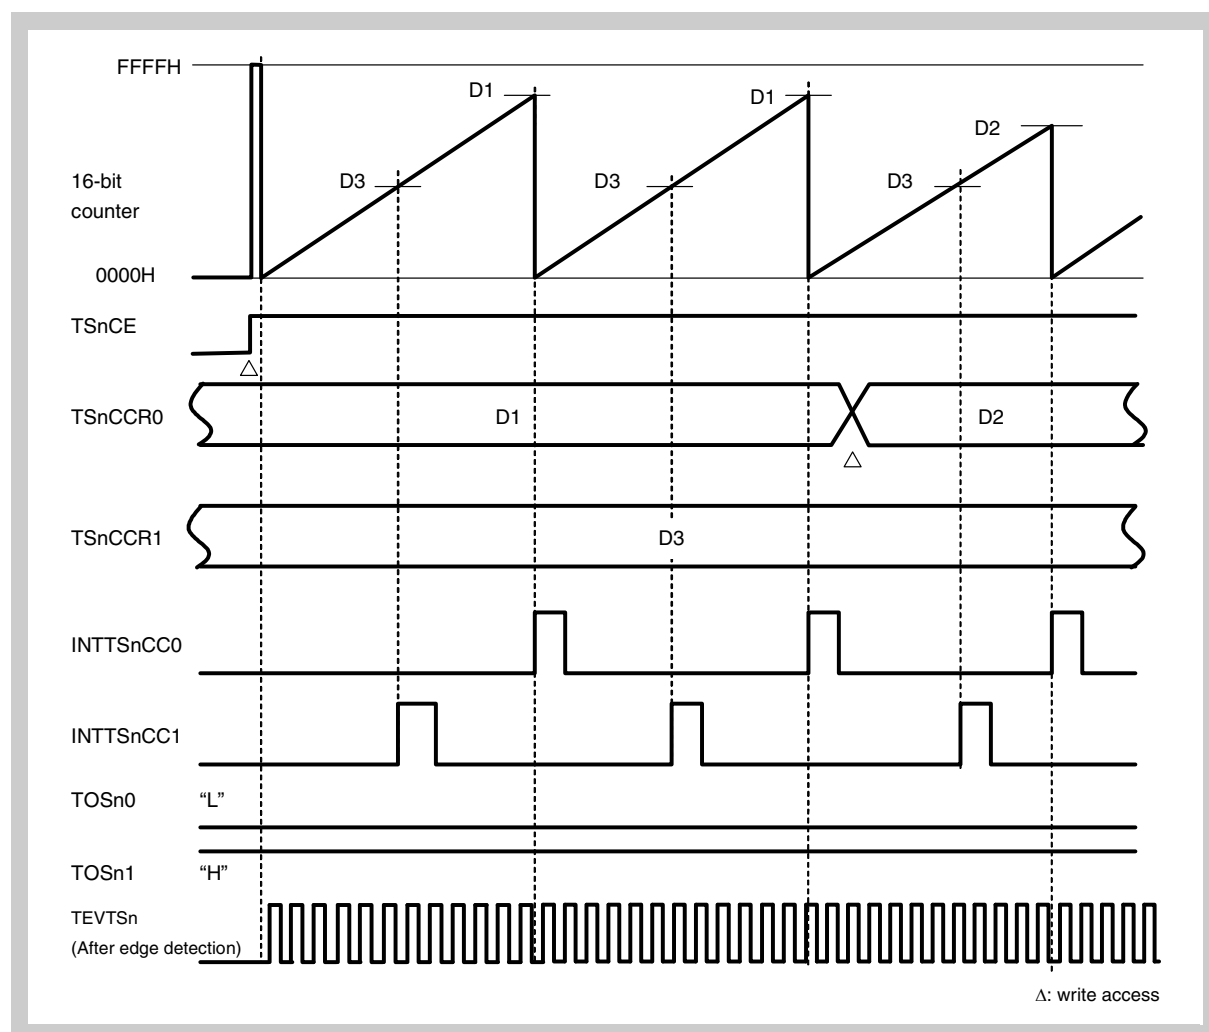 FFFFH
D1
D1
D2
D3
D3
D3
16-bit
counter
0000H
TSnCE
△
TSnCCR0
D1
D2
△
TSnCCR1
D3
INTTSnCC0
INTTSnCC1
TOSn0 “L”
TOSn1 “H”
TEVTSn
(After edge detection)
Δ: write access